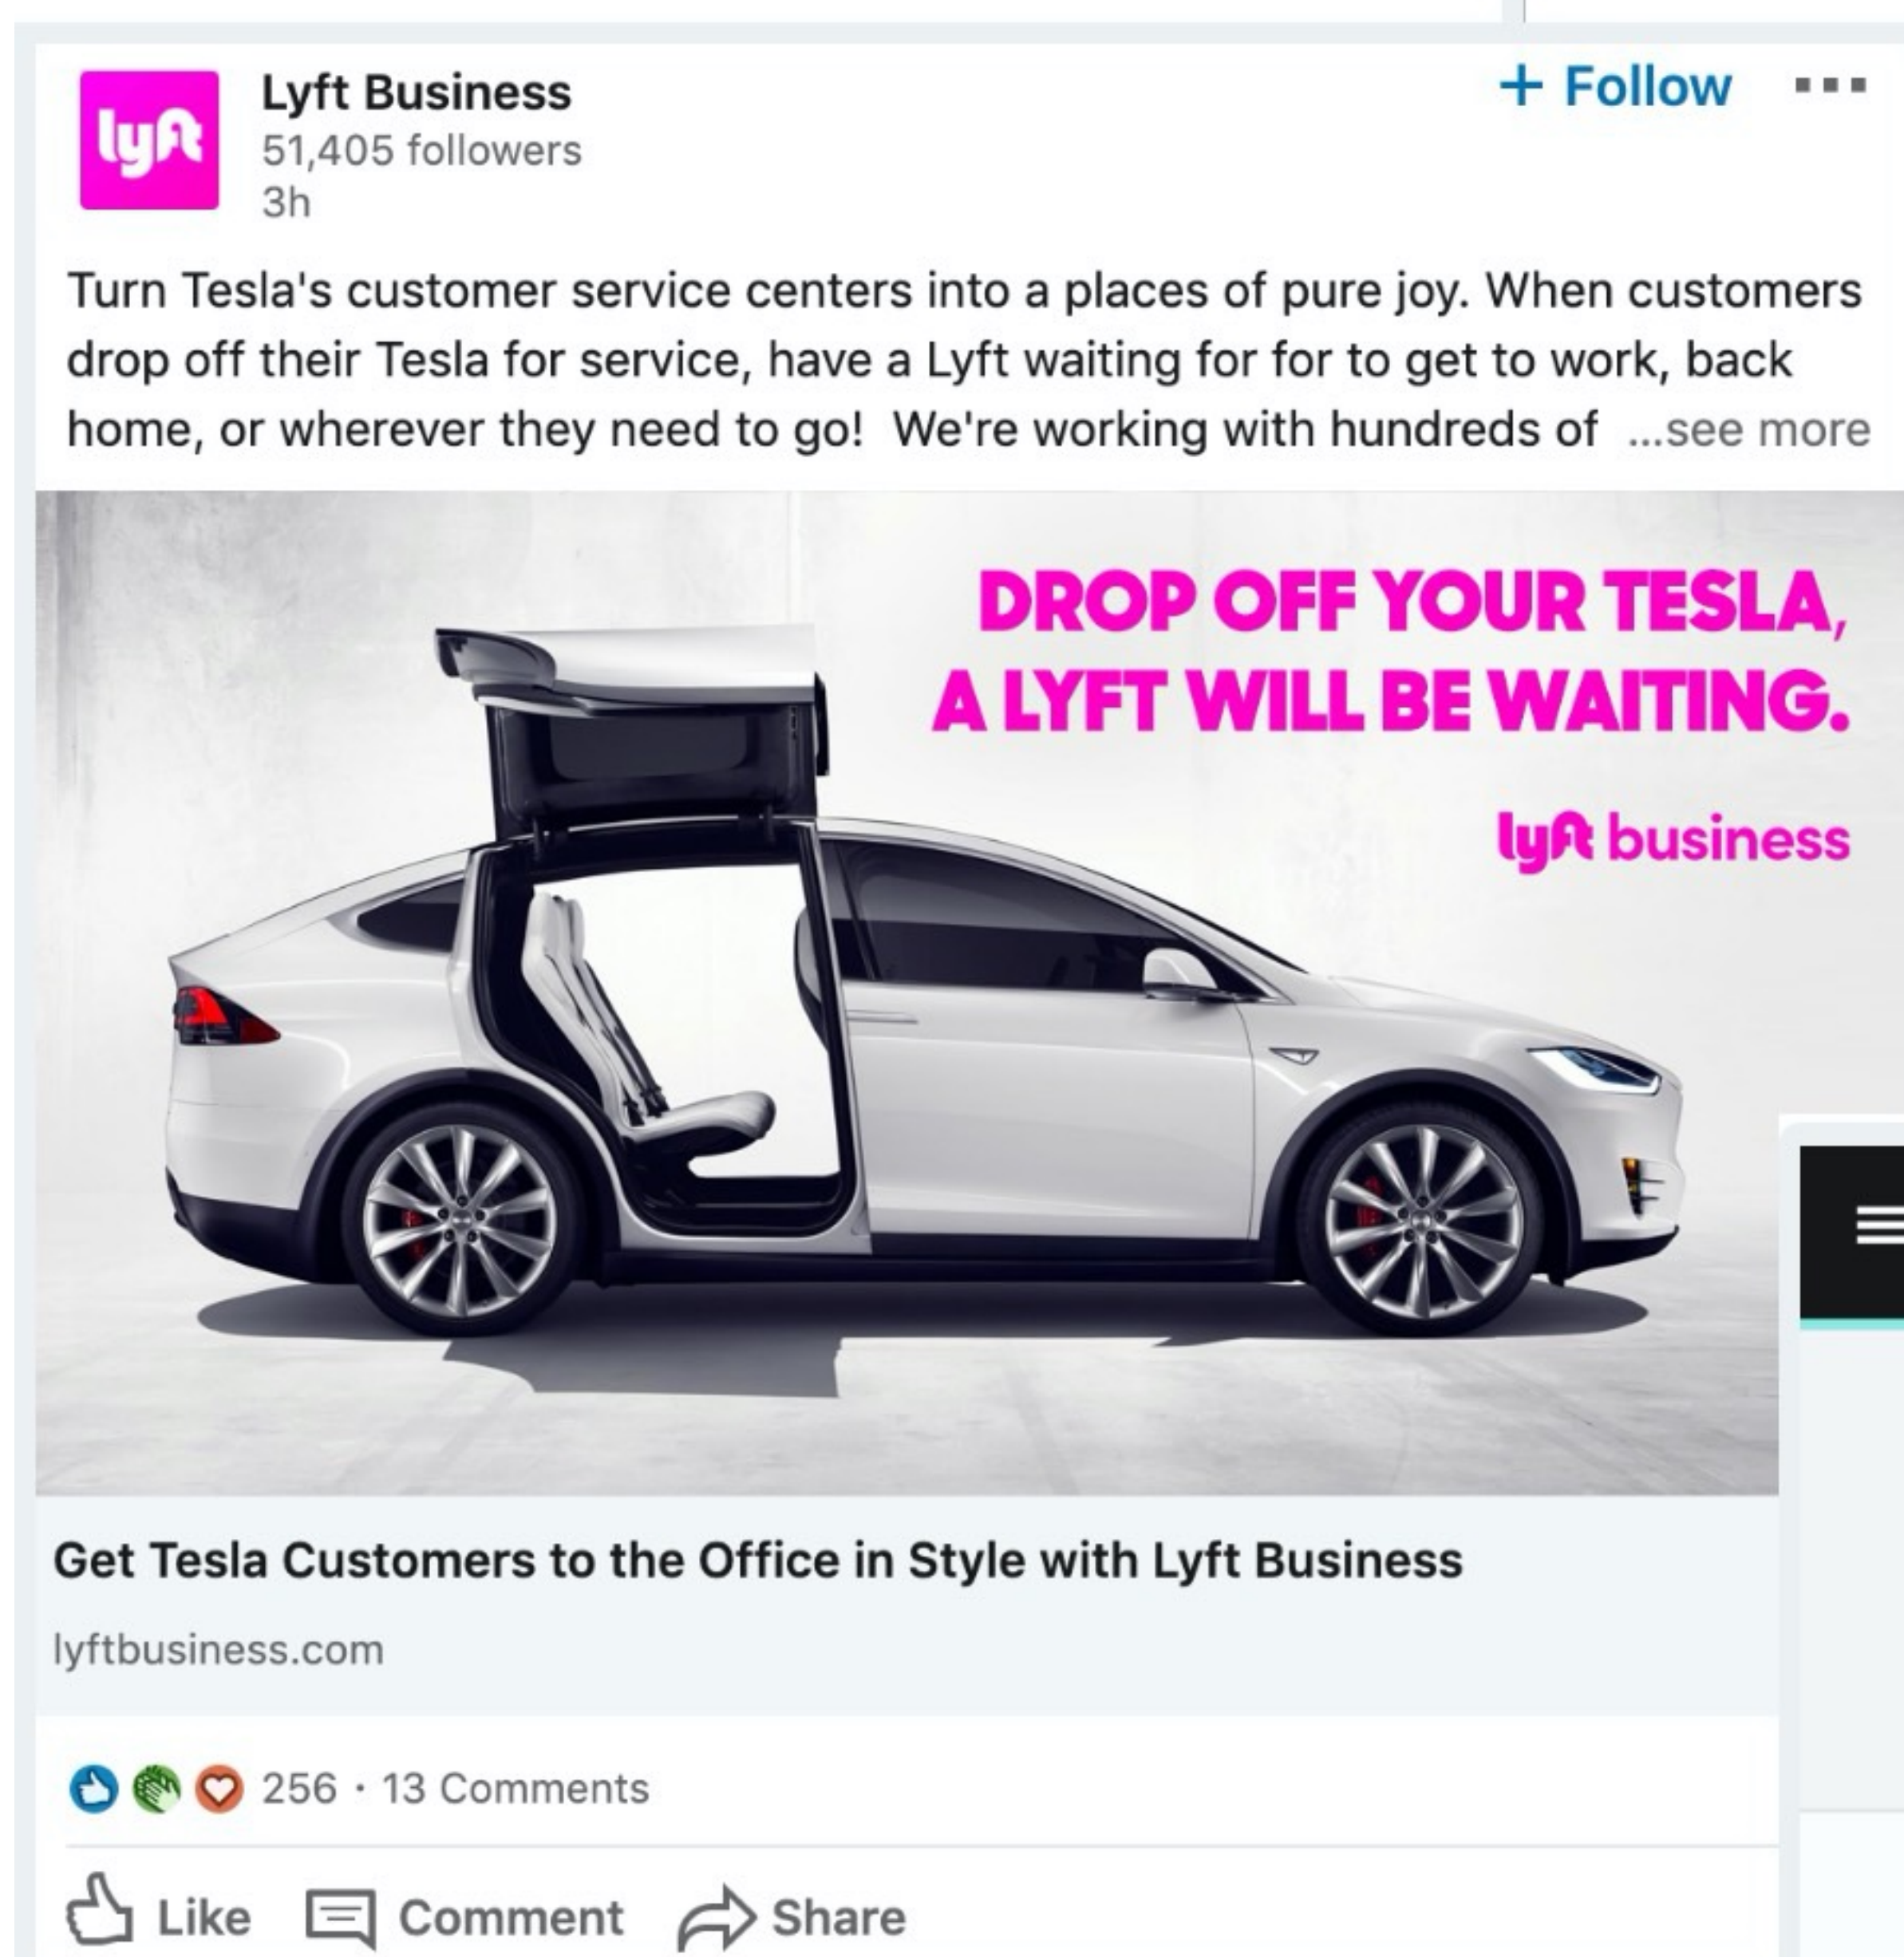 lyft
Lyft Business
51,405 followers
3h
+ Follow
Turn Tesla's customer service centers into a places of pure joy. When customers
drop off their Tesla for service, have a Lyft waiting for for to get to work, back
home, or wherever they need to go!  We're working with hundreds of ...see more
DROP OFF YOUR TESLA,
A LYFT WILL BE WAITING.
lyft business
Get Tesla Customers to the Office in Style with Lyft Business
lyftbusiness.com
256 · 13 Comments
Like Comment Share